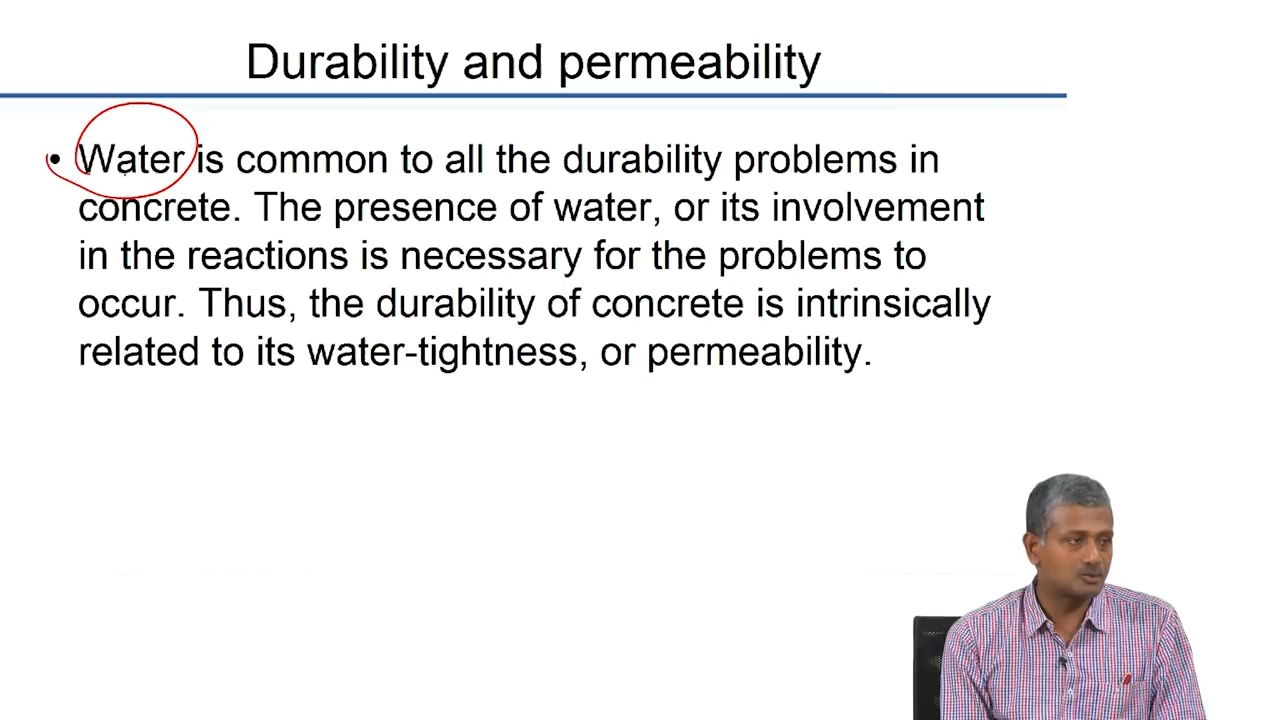 Durability and permeability
• Water is common to all the durability problems in
concrete. The presence of water, or its involvement
in the reactions is necessary for the problems to
occur. Thus, the durability of concrete is intrinsically
related to its water-tightness, or permeability.